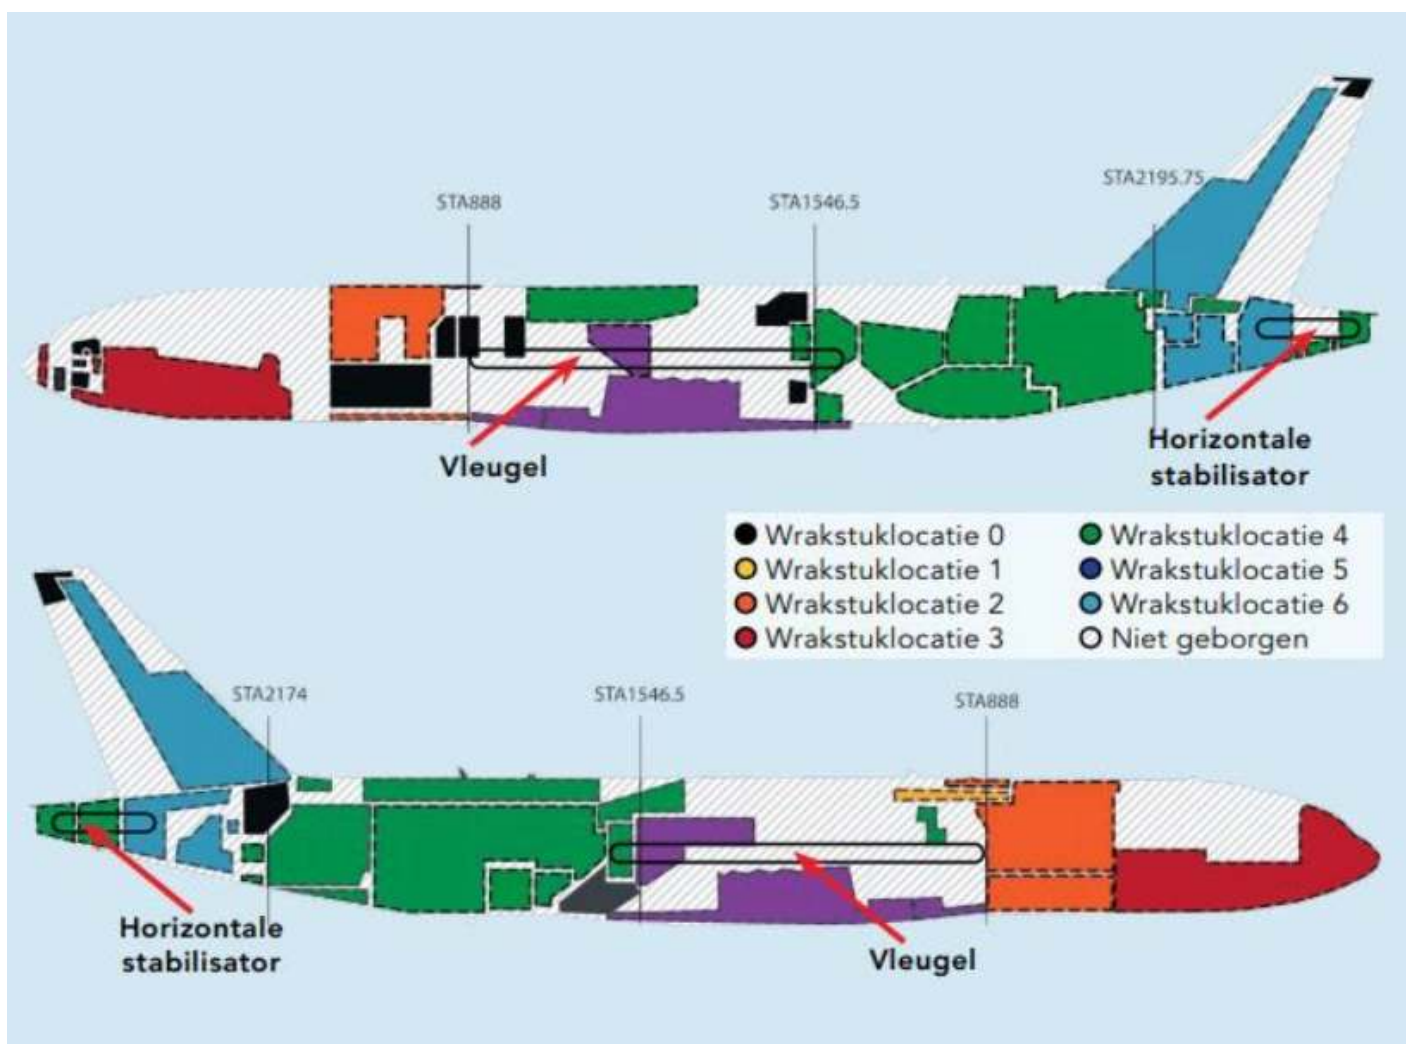 STA2195.75
STA888
STA1546.5
Vleugel
Horizontale
stabilisator
Wrakstuklocatie 0
Wrakstuklocatie 1
Wrakstuklocatie 2
Wrakstuklocatie 3
Wrakstuklocatie 4
Wrakstuklocatie 5
Wrakstuklocatie 6
Niet geborgen
STA2174
STA1546.5
STA888
Horizontale
stabilisator
Vleugel